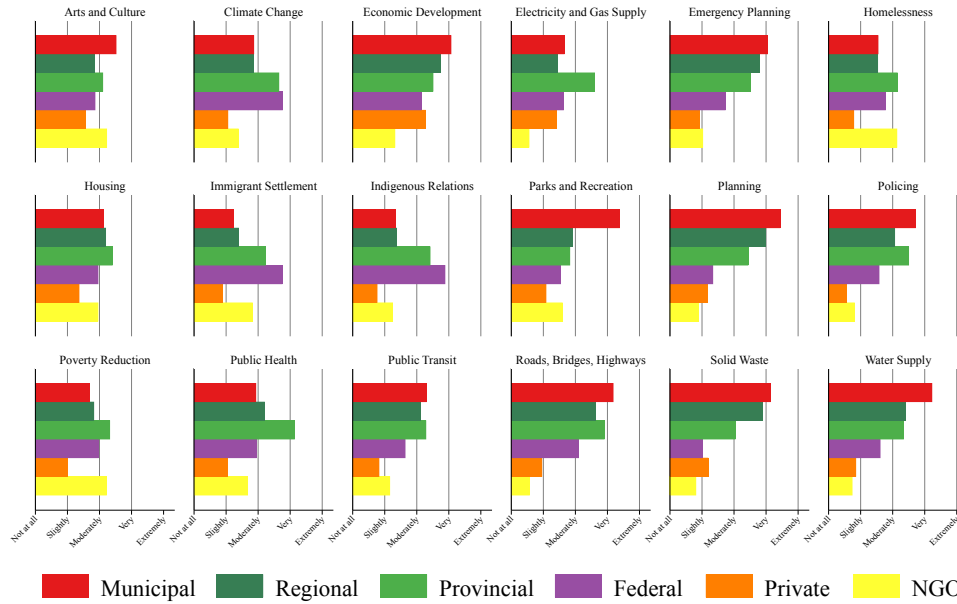 Arts and Culture Climate Change Economic Development Electricity and Gas Supply Emergency Planning Homelessness
Housing Immigrant Settlement Indigenous Relations Parks and Recreation Planning Policing
Poverty Reduction Public Health Public Transit Roads, Bridges, Highways Solid Waste Water Supply
Not at all Slightly Moderately Very Extremely Not at all Slightly Moderately Very Extremely Not at all Slightly Moderately Very Extremely Not at all Slightly Moderately Very Extremely Not at all Slightly Moderately Very Extremely Not at all Slightly Moderately Very Extremely
Municipal Regional Provincial Federal Private NGO